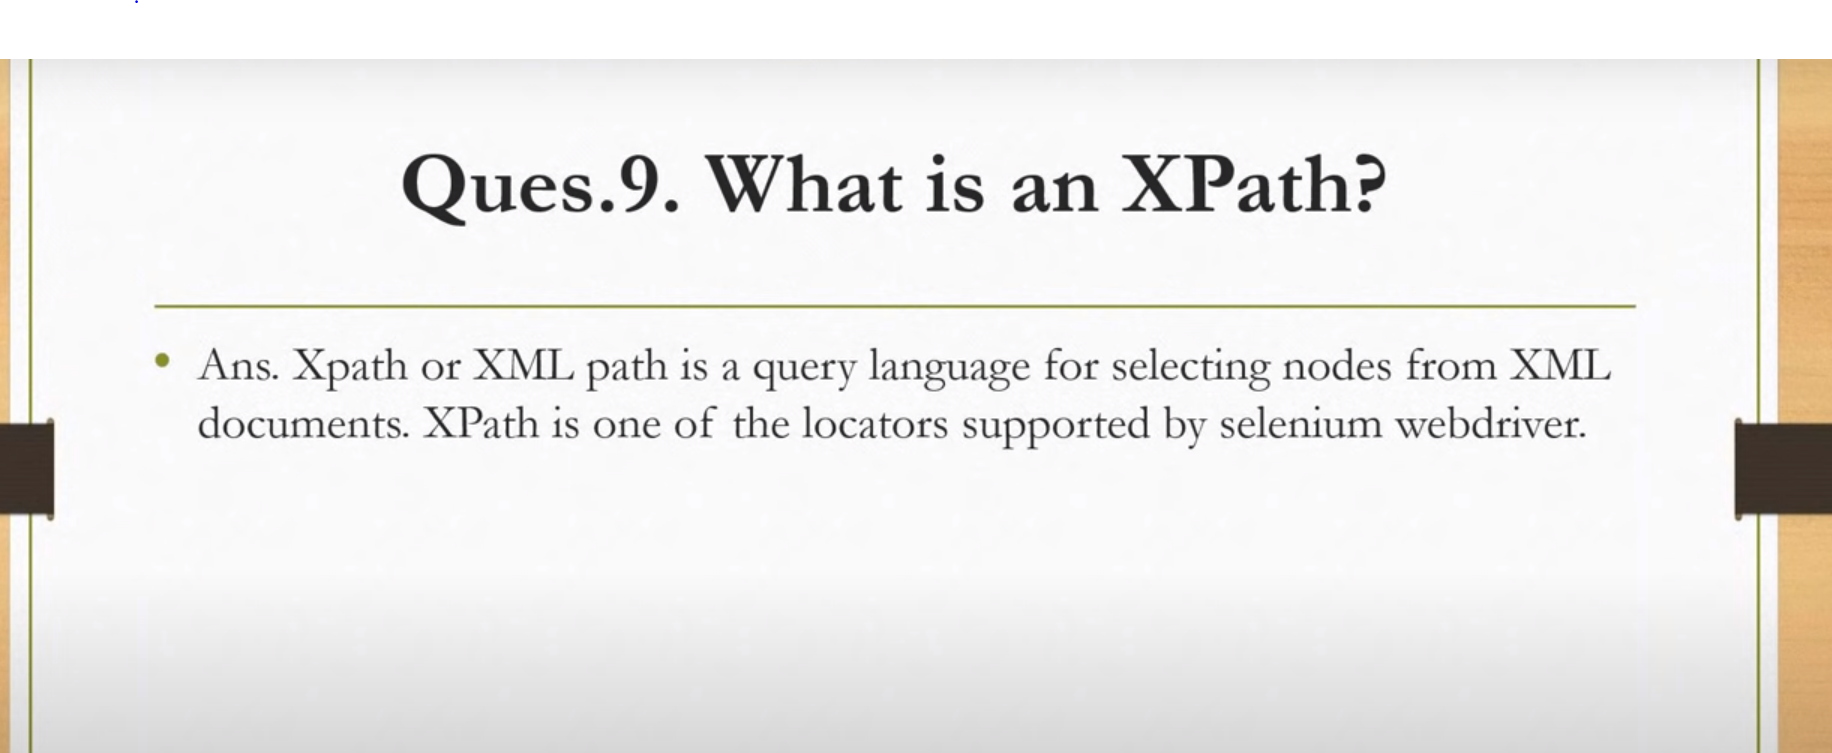 Ques.9. What is an XPath?
• Ans. Xpath or XML path is a query language for selecting nodes from XML
documents. XPath is one of the locators supported by selenium webdriver.